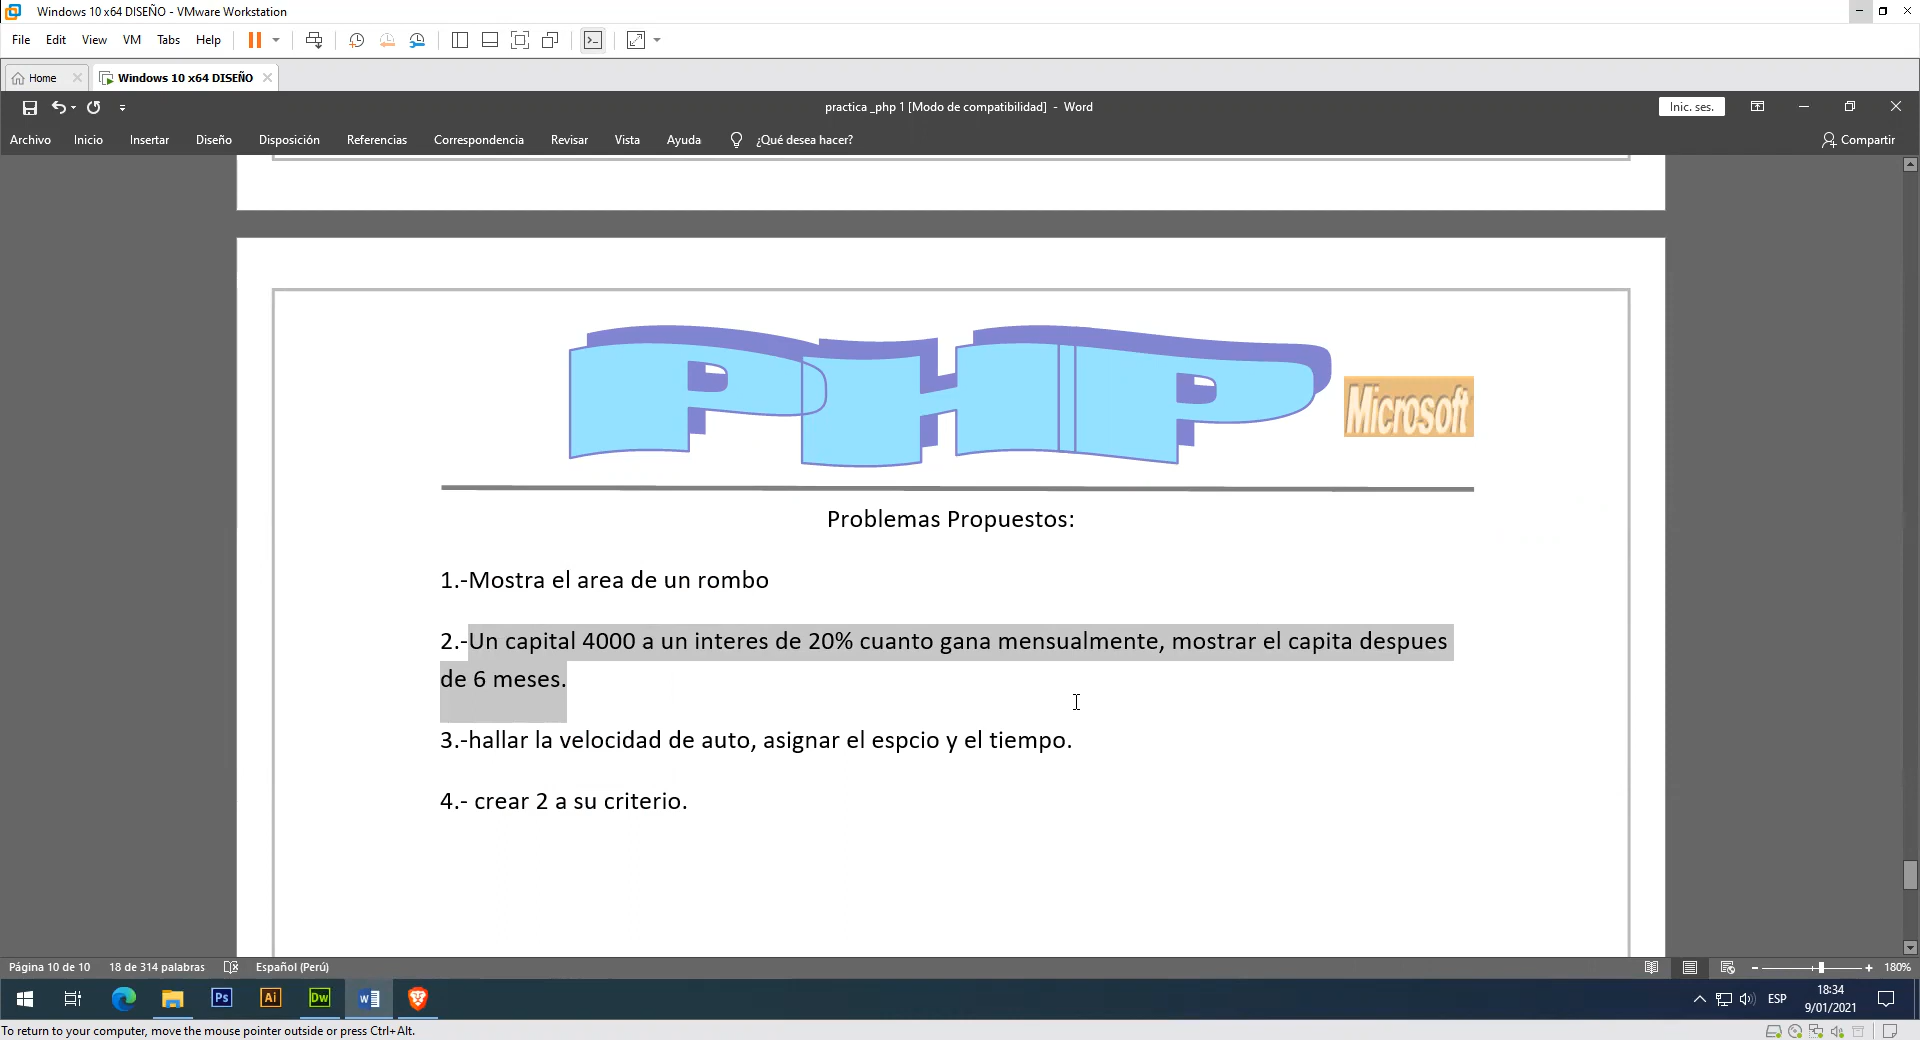 Windows 10 x64 DISEÑO - VMware Workstation
File Edit View VM Tabs Help
Home Windows 10 x64 DISEÑO
practica _php 1 [Modo de compatibilidad] - Word Inic. ses.
Archivo Inicio Insertar Diseño Disposición Referencias Correspondencia Revisar Vista Ayuda ¿Qué desea hacer? Compartir
PHP
Microsoft
Problemas Propuestos:
1.-Mostra el area de un rombo
2.-Un capital 4000 a un interes de 20% cuanto gana mensualmente, mostrar el capita despues
de 6 meses.
3.-hallar la velocidad de auto, asignar el espcio y el tiempo.
4.- crear 2 a su criterio.
Página 10 de 10 18 de 314 palabras Español (Perú) 180%
Ps Ai Dw W ESP 18:34
9/01/2021
To return to your computer, move the mouse pointer outside or press Ctrl+Alt.